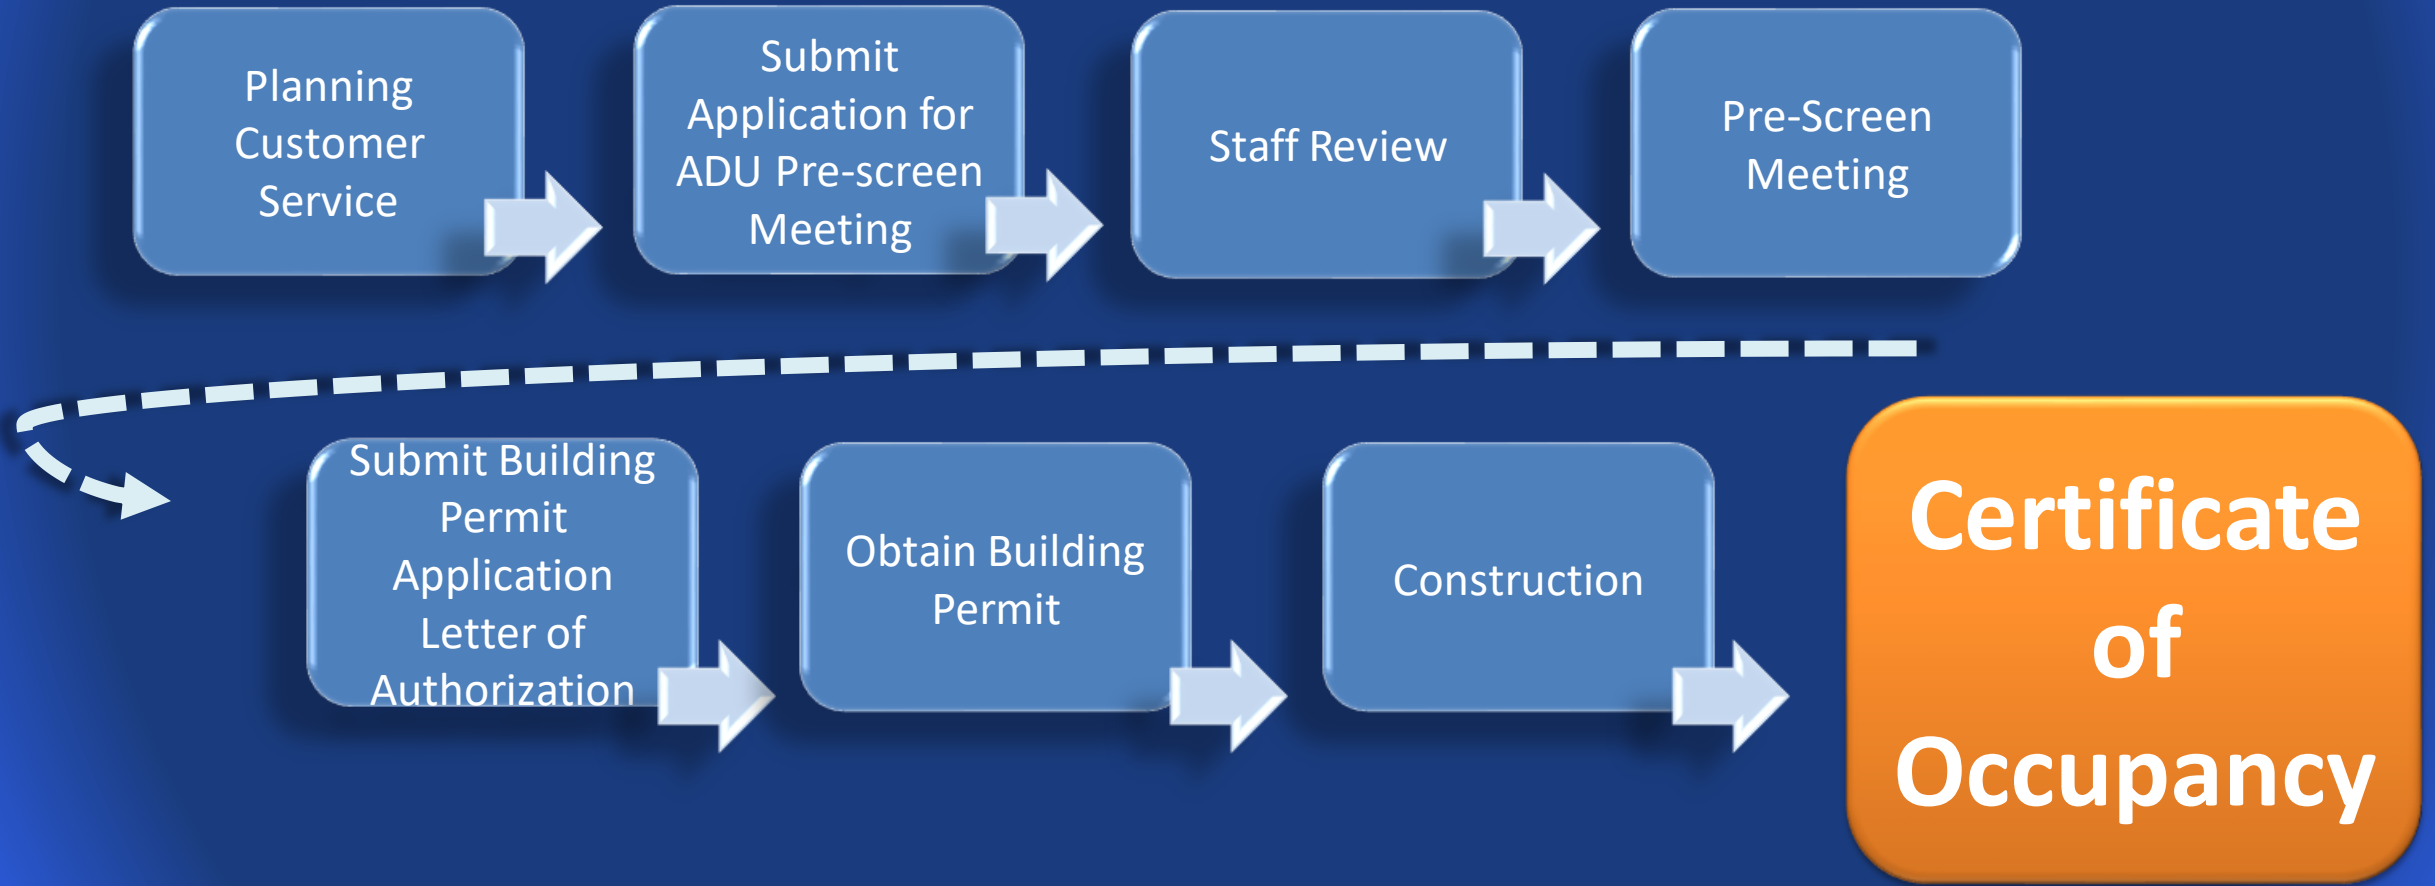 Planning
Customer
Service
Submit
Application for
ADU Pre-screen
Meeting
Staff Review
Pre-Screen
Meeting
Submit Building
Permit
Application
Letter of
Authorization
Obtain Building
Permit
Construction
Certificate
of
Occupancy